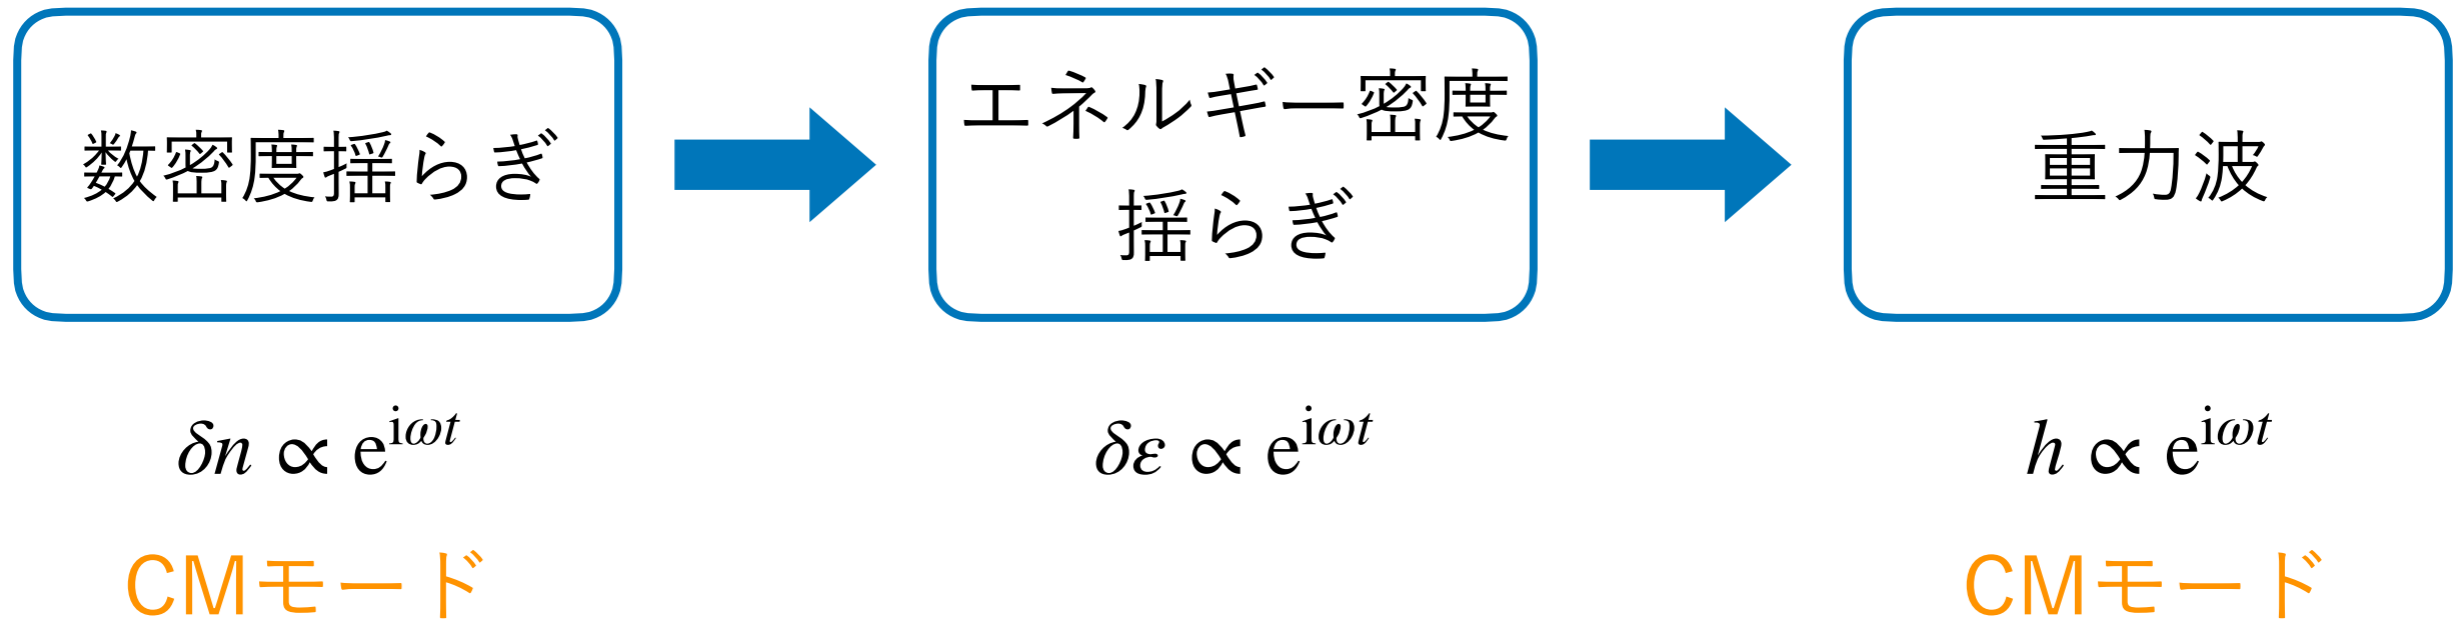 数密度揺らぎ
エネルギー密度
揺らぎ
重力波
δn ∝ e^{iωt}
δε ∝ e^{iωt}
h ∝ e^{iωt}
CMモード
CMモード